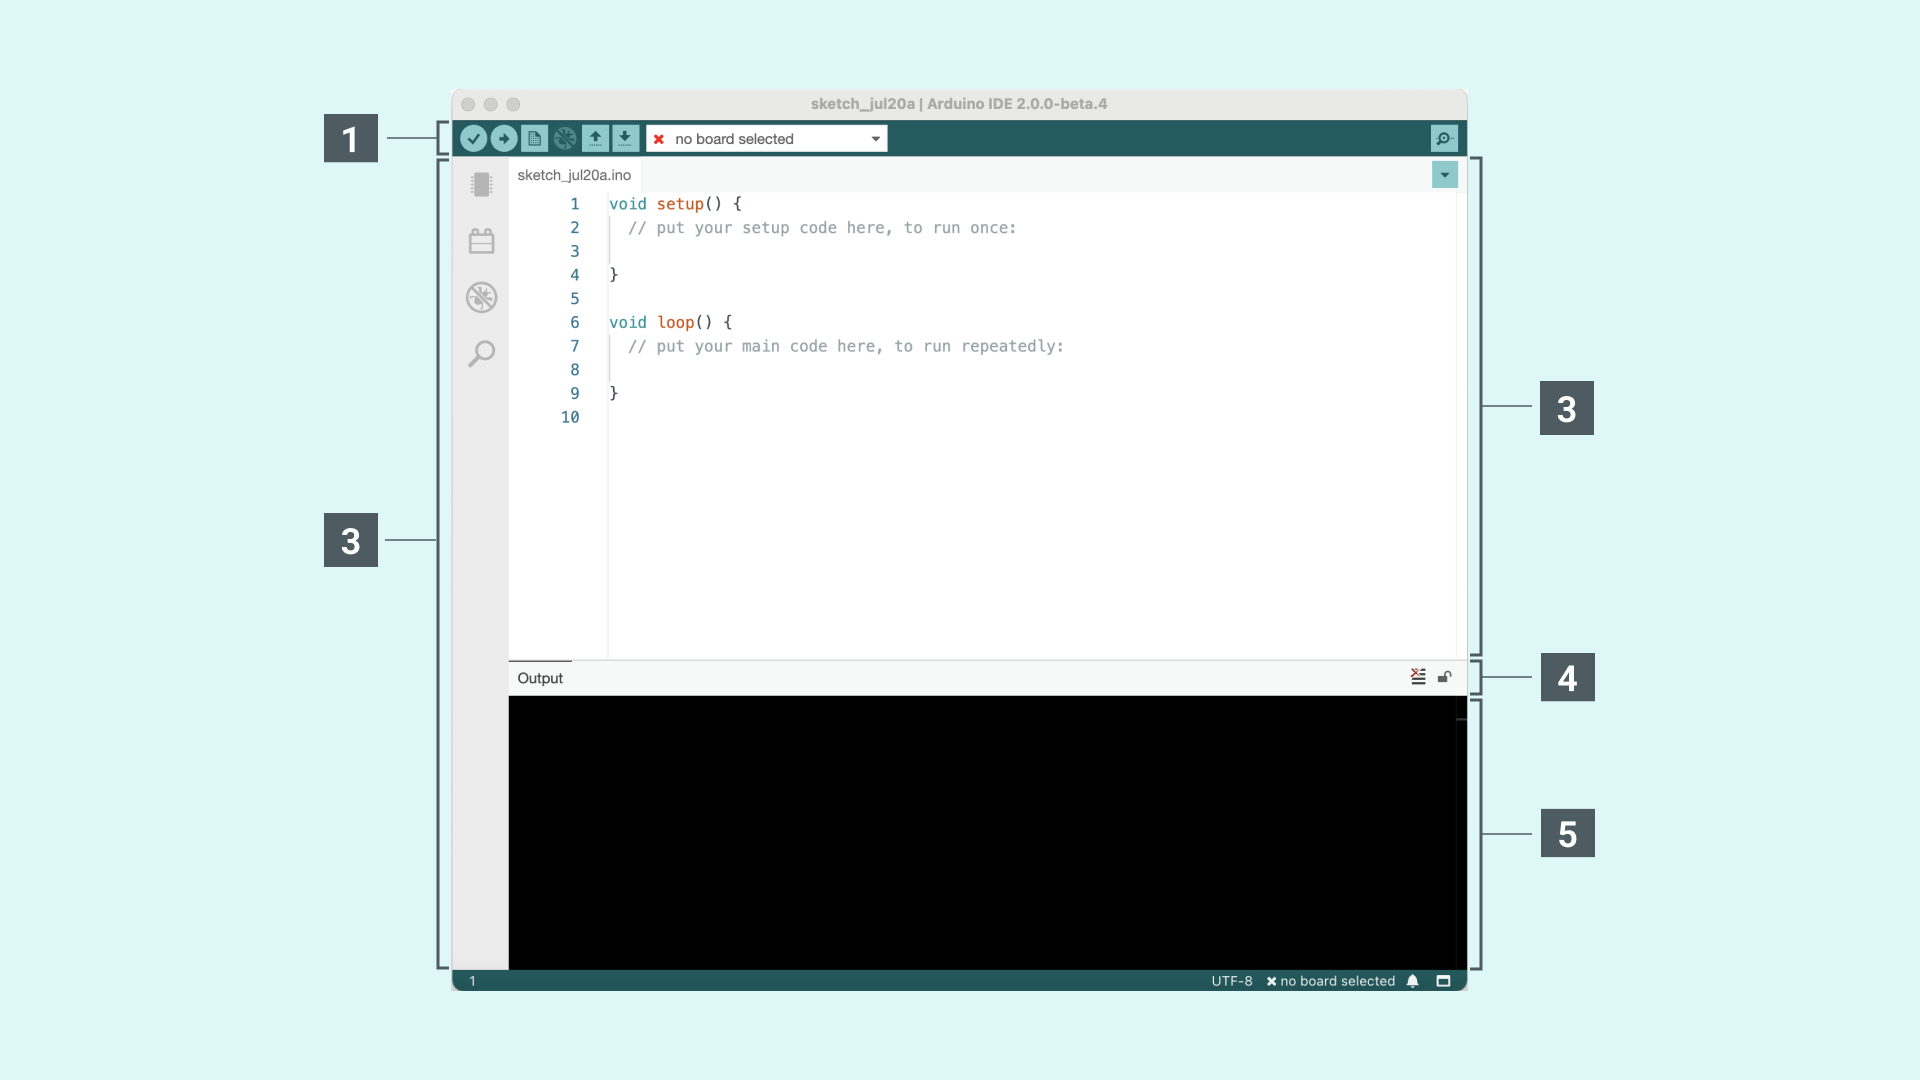 sketch_jul20a | Arduino IDE 2.0.0-beta.4
1
no board selected
sketch_jul20a.ino
1 void setup() {
2 // put your setup code here, to run once:
3
4 }
5
6 void loop() {
7 // put your main code here, to run repeatedly:
8
9 }
10
3
3
Output
4
5
1 UTF-8 no board selected